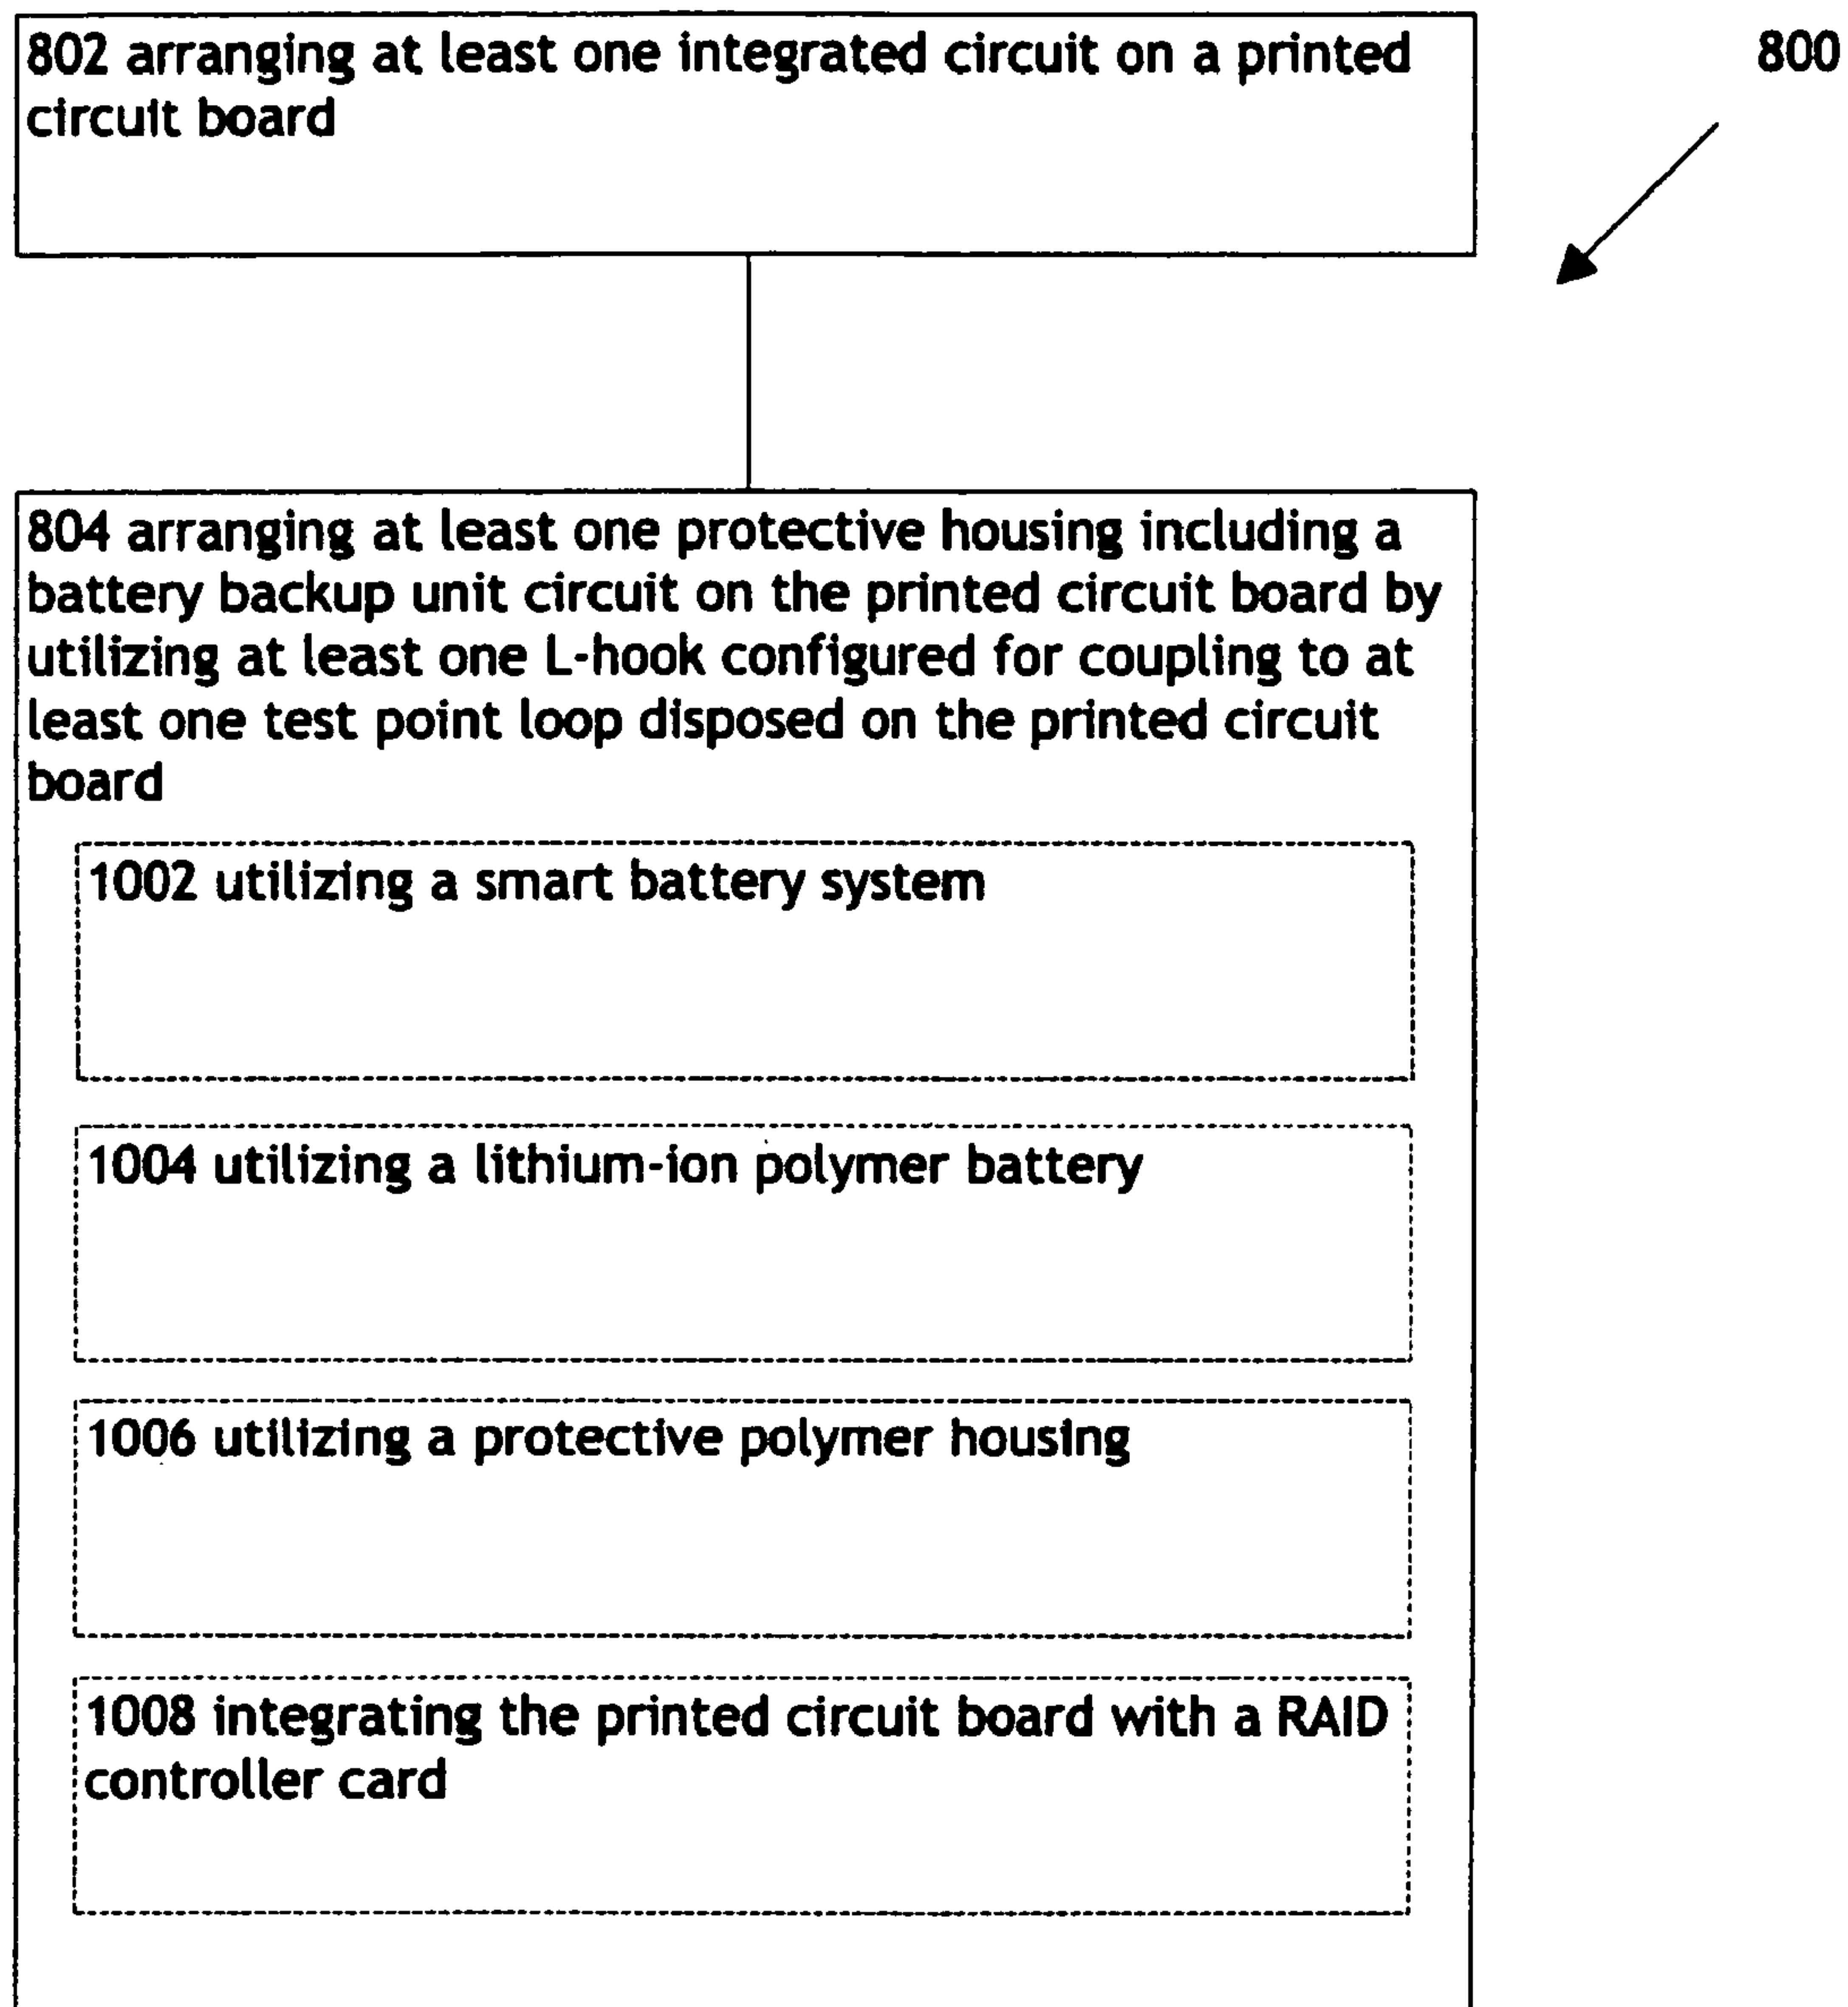 802 arranging at least one integrated circuit on a printed
circuit board
800
804 arranging at least one protective housing including a
battery backup unit circuit on the printed circuit board by
utilizing at least one L-hook configured for coupling to at
least one test point loop disposed on the printed circuit
board
1002 utilizing a smart battery system
1004 utilizing a lithium-ion polymer battery
1006 utilizing a protective polymer housing
1008 integrating the printed circuit board with a RAID
controller card